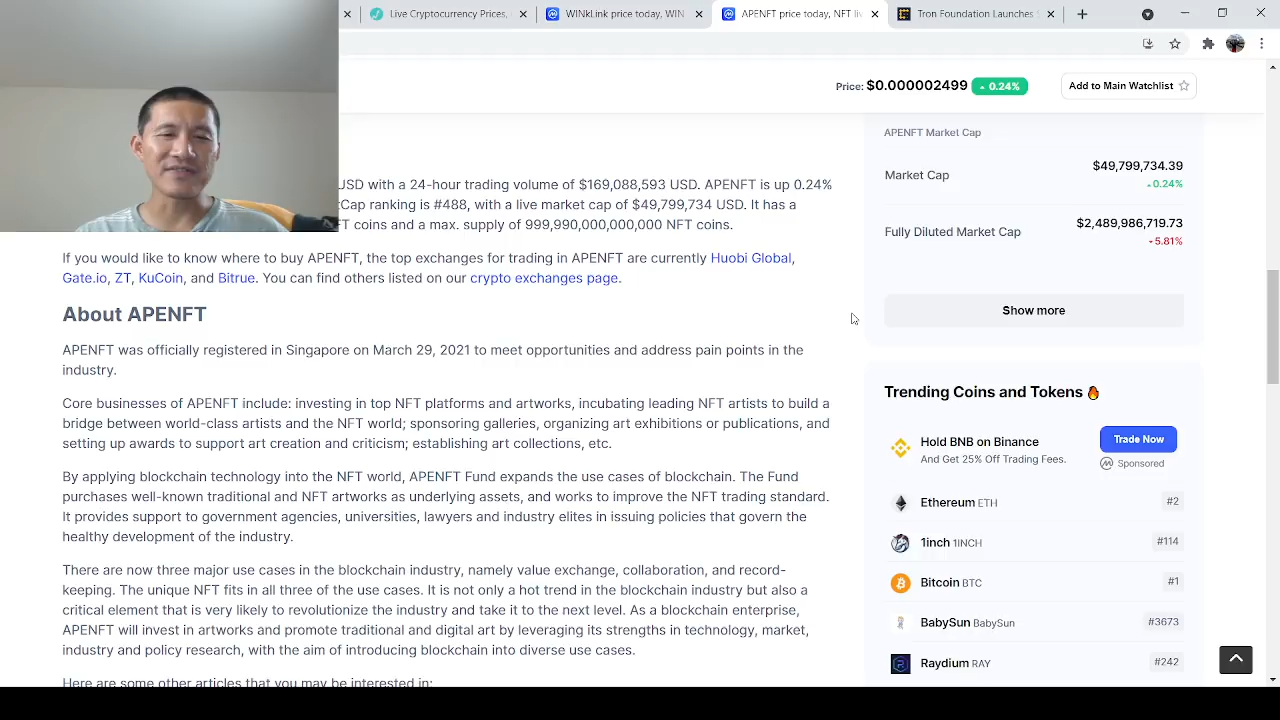 Live Cryptocurrency Prices,
WINkLink price today, WIN
APENFT price today, NFT li
Tron Foundation Launches
Price: $0.000002499 0.24%
Add to Main Watchlist
APENFT Market Cap
Market Cap
$49,799,734.39
0.24%
Fully Diluted Market Cap
$2,489,986,719.73
5.81%
Show more
USD with a 24-hour trading volume of $169,088,593 USD. APENFT is up 0.24%
Cap ranking is #488, with a live market cap of $49,799,734 USD. It has a
FT coins and a max. supply of 999,990,000,000,000 NFT coins.
If you would like to know where to buy APENFT, the top exchanges for trading in APENFT are currently Huobi Global,
Gate.io, ZT, KuCoin, and Bitrue. You can find others listed on our crypto exchanges page.
About APENFT
APENFT was officially registered in Singapore on March 29, 2021 to meet opportunities and address pain points in the
industry.
Core businesses of APENFT include: investing in top NFT platforms and artworks, incubating leading NFT artists to build a
bridge between world-class artists and the NFT world; sponsoring galleries, organizing art exhibitions or publications, and
setting up awards to support art creation and criticism; establishing art collections, etc.
By applying blockchain technology into the NFT world, APENFT Fund expands the use cases of blockchain. The Fund
purchases well-known traditional and NFT artworks as underlying assets, and works to improve the NFT trading standard.
It provides support to government agencies, universities, lawyers and industry elites in issuing policies that govern the
healthy development of the industry.
There are now three major use cases in the blockchain industry, namely value exchange, collaboration, and record-
keeping. The unique NFT fits in all three of the use cases. It is not only a hot trend in the blockchain industry but also a
critical element that is very likely to revolutionize the industry and take it to the next level. As a blockchain enterprise,
APENFT will invest in artworks and promote traditional and digital art by leveraging its strengths in technology, market,
industry and policy research, with the aim of introducing blockchain into diverse use cases.
Here are some other articles that you may be interested in:
Trending Coins and Tokens
Hold BNB on Binance
And Get 25% Off Trading Fees.
Trade Now
Sponsored
Ethereum ETH #2
1inch 1INCH #114
Bitcoin BTC #1
BabySun BabySun #3673
Raydium RAY #242